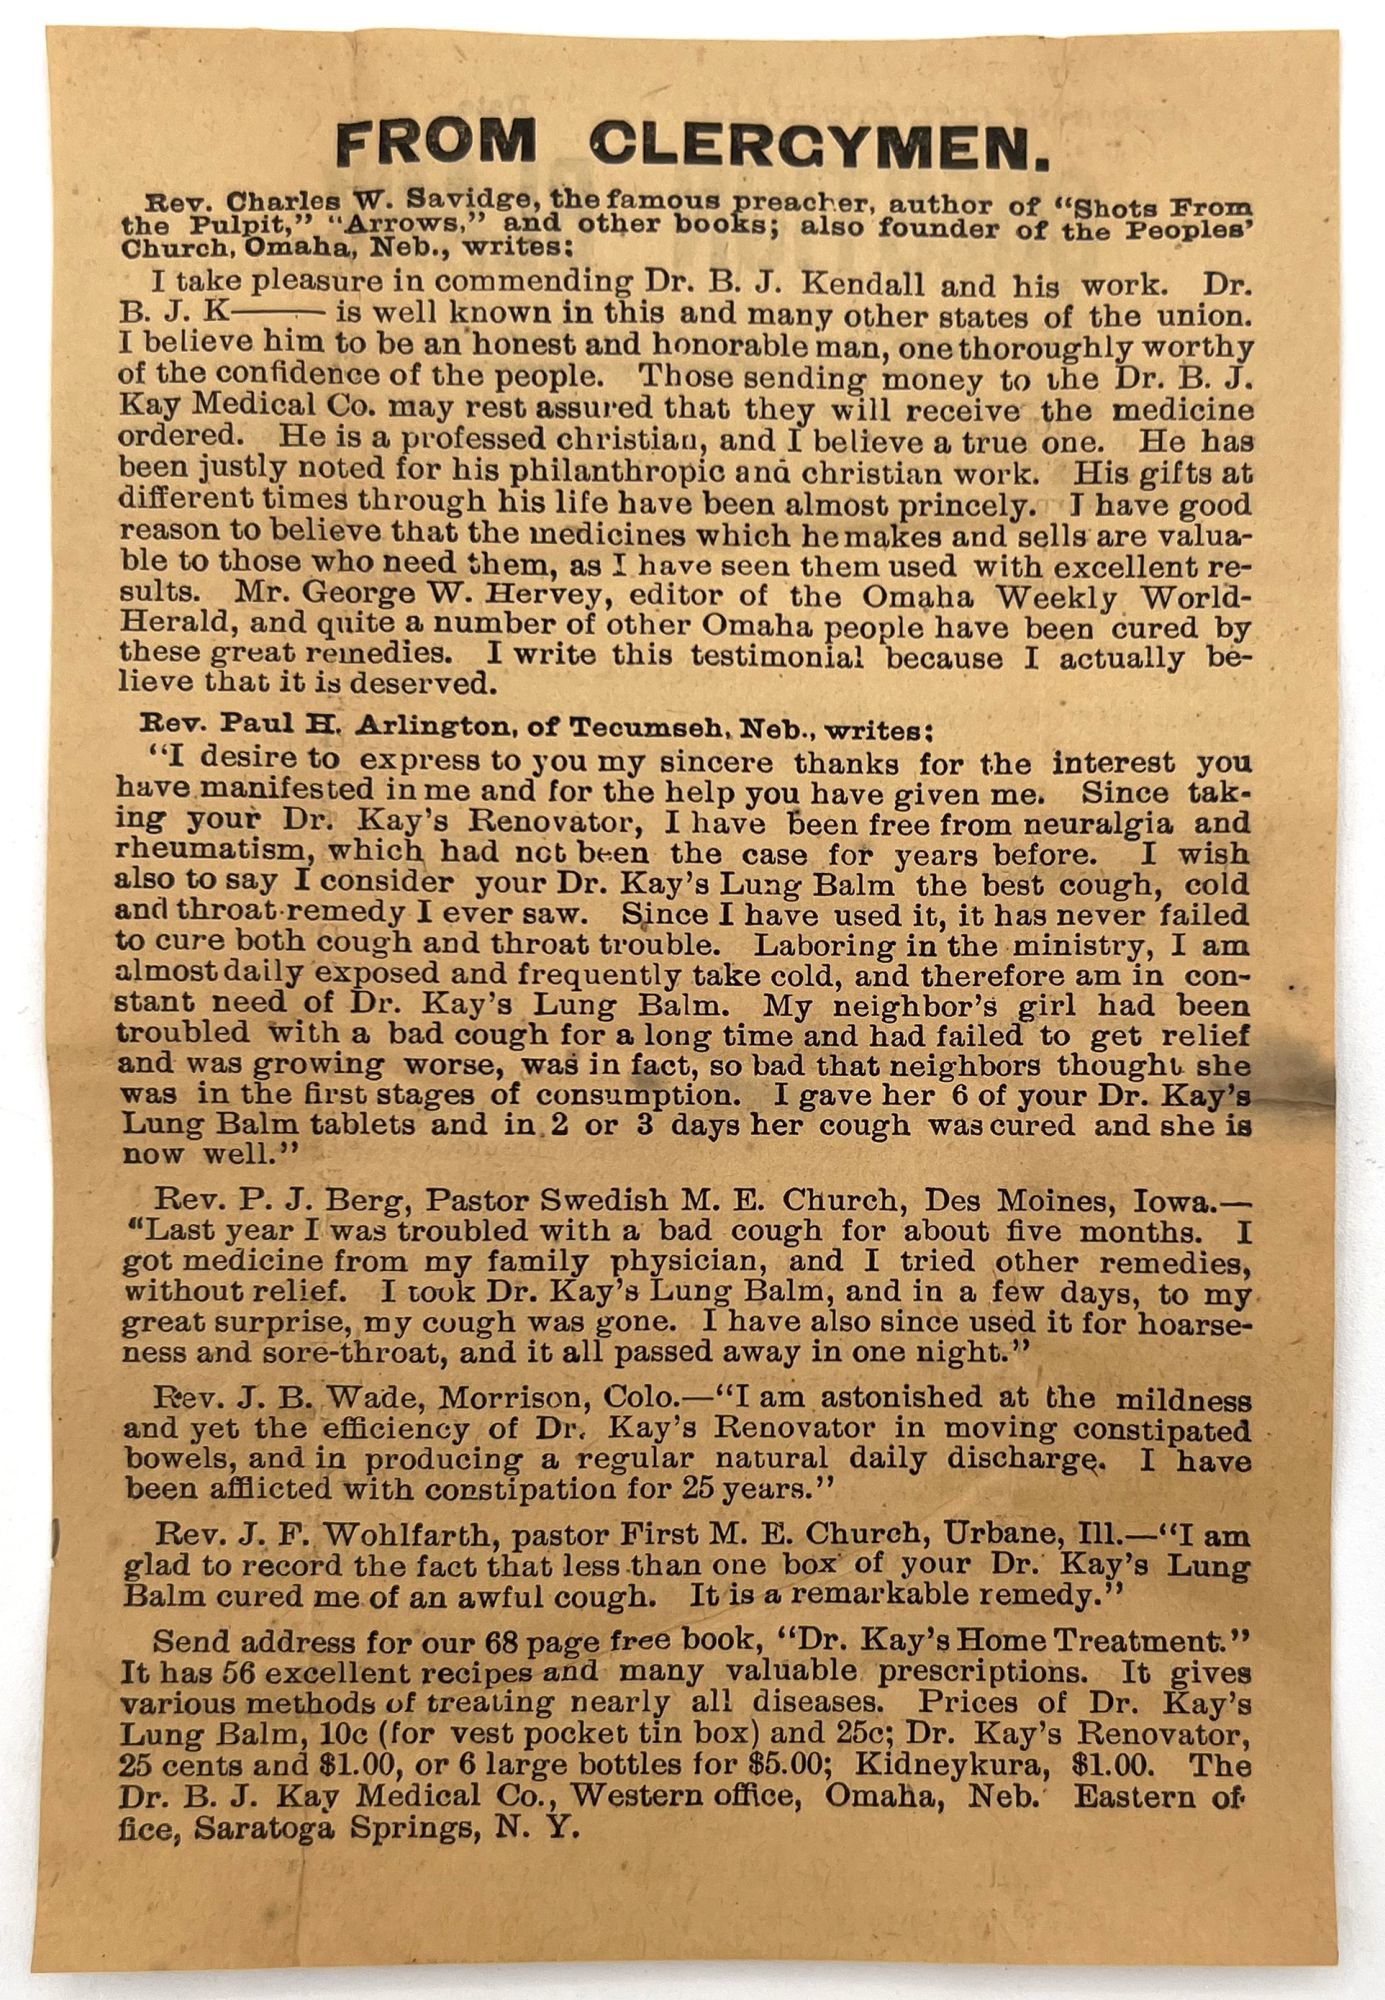 FROM CLERGYMEN.
Rev. Charles W. Savidge, the famous preacher, author of “Shots From
the Pulpit,” “Arrows,” and other books; also founder of the Peoples’
Church, Omaha, Neb., writes:
I take pleasure in commending Dr. B. J. Kendall and his work. Dr.
B. J. K—— is well known in this and many other states of the union.
I believe him to be an honest and honorable man, one thoroughly worthy
of the confidence of the people. Those sending money to the Dr. B. J.
Kay Medical Co. may rest assured that they will receive the medicine
ordered. He is a professed christian, and I believe a true one. He has
been justly noted for his philanthropic and christian work. His gifts at
different times through his life have been almost princely. I have good
reason to believe that the medicines which he makes and sells are valua-
ble to those who need them, as I have seen them used with excellent re-
sults. Mr. George W. Hervey, editor of the Omaha Weekly World-
Herald, and quite a number of other Omaha people have been cured by
these great remedies. I write this testimonial because I actually be-
lieve that it is deserved.
Rev. Paul H. Arlington, of Tecumseh, Neb., writes:
“I desire to express to you my sincere thanks for the interest you
have manifested in me and for the help you have given me. Since tak-
ing your Dr. Kay’s Renovator, I have been free from neuralgia and
rheumatism, which had not been the case for years before. I wish
also to say I consider your Dr. Kay’s Lung Balm the best cough, cold
and throat remedy I ever saw. Since I have used it, it has never failed
to cure both cough and throat trouble. Laboring in the ministry, I am
almost daily exposed and frequently take cold, and therefore am in con-
stant need of Dr. Kay’s Lung Balm. My neighbor’s girl had been
troubled with a bad cough for a long time and had failed to get relief
and was growing worse, was in fact, so bad that neighbors thought she
was in the first stages of consumption. I gave her 6 of your Dr. Kay’s
Lung Balm tablets and in 2 or 3 days her cough was cured and she is
now well.”
Rev. P. J. Berg, Pastor Swedish M. E. Church, Des Moines, Iowa.—
“Last year I was troubled with a bad cough for about five months. I
got medicine from my family physician, and I tried other remedies,
without relief. I took Dr. Kay’s Lung Balm, and in a few days, to my
great surprise, my cough was gone. I have also since used it for hoarse-
ness and sore-throat, and it all passed away in one night.”
Rev. J. B. Wade, Morrison, Colo.—“I am astonished at the mildness
and yet the efficiency of Dr. Kay’s Renovator in moving constipated
bowels, and in producing a regular natural daily discharge. I have
been afflicted with constipation for 25 years.”
Rev. J. F. Wohlfarth, pastor First M. E. Church, Urbane, Ill.—“I am
glad to record the fact that less than one box of your Dr. Kay’s Lung
Balm cured me of an awful cough. It is a remarkable remedy.”
Send address for our 68 page free book, “Dr. Kay’s Home Treatment.”
It has 56 excellent recipes and many valuable prescriptions. It gives
various methods of treating nearly all diseases. Prices of Dr. Kay’s
Lung Balm, 10c (for vest pocket tin box) and 25c; Dr. Kay’s Renovator,
25 cents and $1.00, or 6 large bottles for $5.00; Kidneykura, $1.00. The
Dr. B. J. Kay Medical Co., Western office, Omaha, Neb. Eastern of-
fice, Saratoga Springs, N. Y.